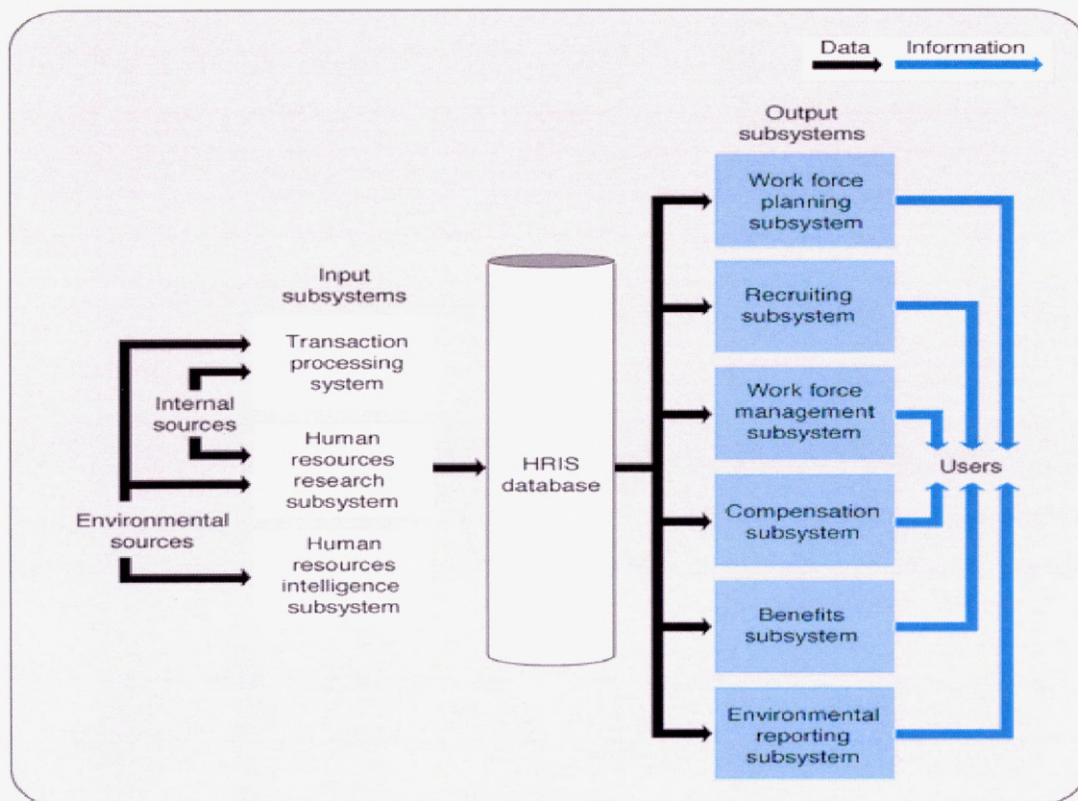 Data
Information
Output
subsystems
Work force
planning
subsystem
Input
subsystems
Recruiting
subsystem
Transaction
processing
system
Internal
sources
Work force
management
subsystem
Human
resources
research
subsystem
HRIS
database
Users
Environmental
sources
Compensation
subsystem
Human
resources
intelligence
subsystem
Benefits
subsystem
Environmental
reporting
subsystem